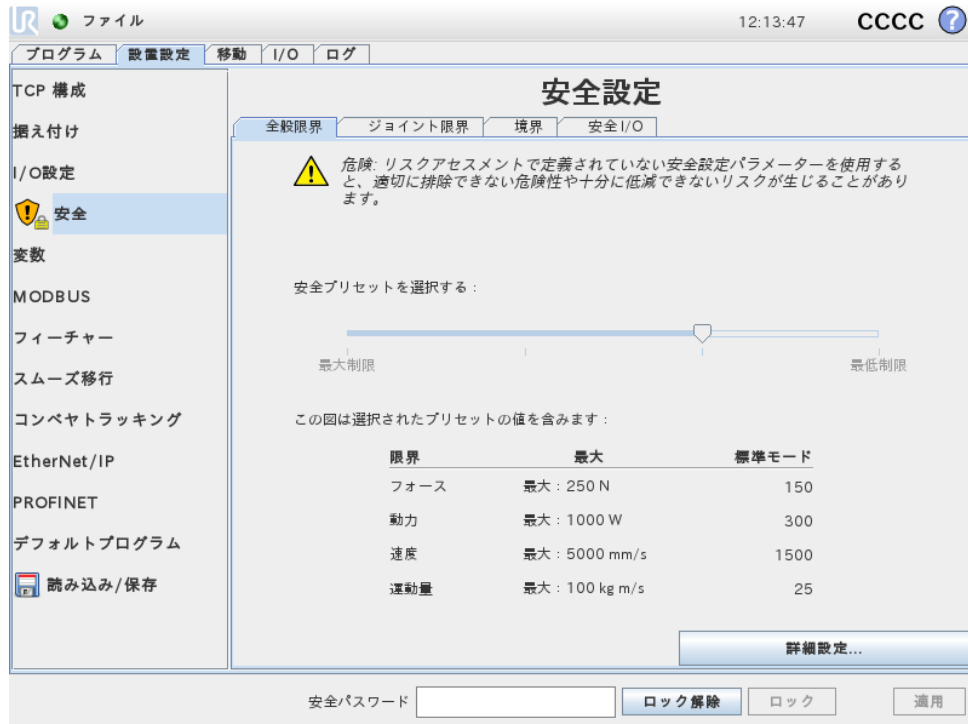 UR ファイル 12:13:47 CCCC ?
プログラム 設置設定 移動 I/O ログ
TCP 構成
据え付け
I/O設定
安全
変数
MODBUS
フィーチャー
スムーズ移行
コンベヤトラッキング
EtherNet/IP
PROFINET
デフォルトプログラム
読み込み/保存
安全設定
全般限界 ジョイント限界 境界 安全I/O
危険: リスクアセスメントで定義されていない安全設定パラメーターを使用する
と、適切に排除できない危険性や十分に低減できないリスクが生じることがあり
ます。
安全プリセットを選択する :
最大制限 最低制限
この図は選択されたプリセットの値を含みます :
限界 最大 標準モード
フォース 最大 : 250 N 150
動力 最大 : 1000 W 300
速度 最大 : 5000 mm/s 1500
運動量 最大 : 100 kg m/s 25
詳細設定...
安全パスワード ロック解除 ロック 適用